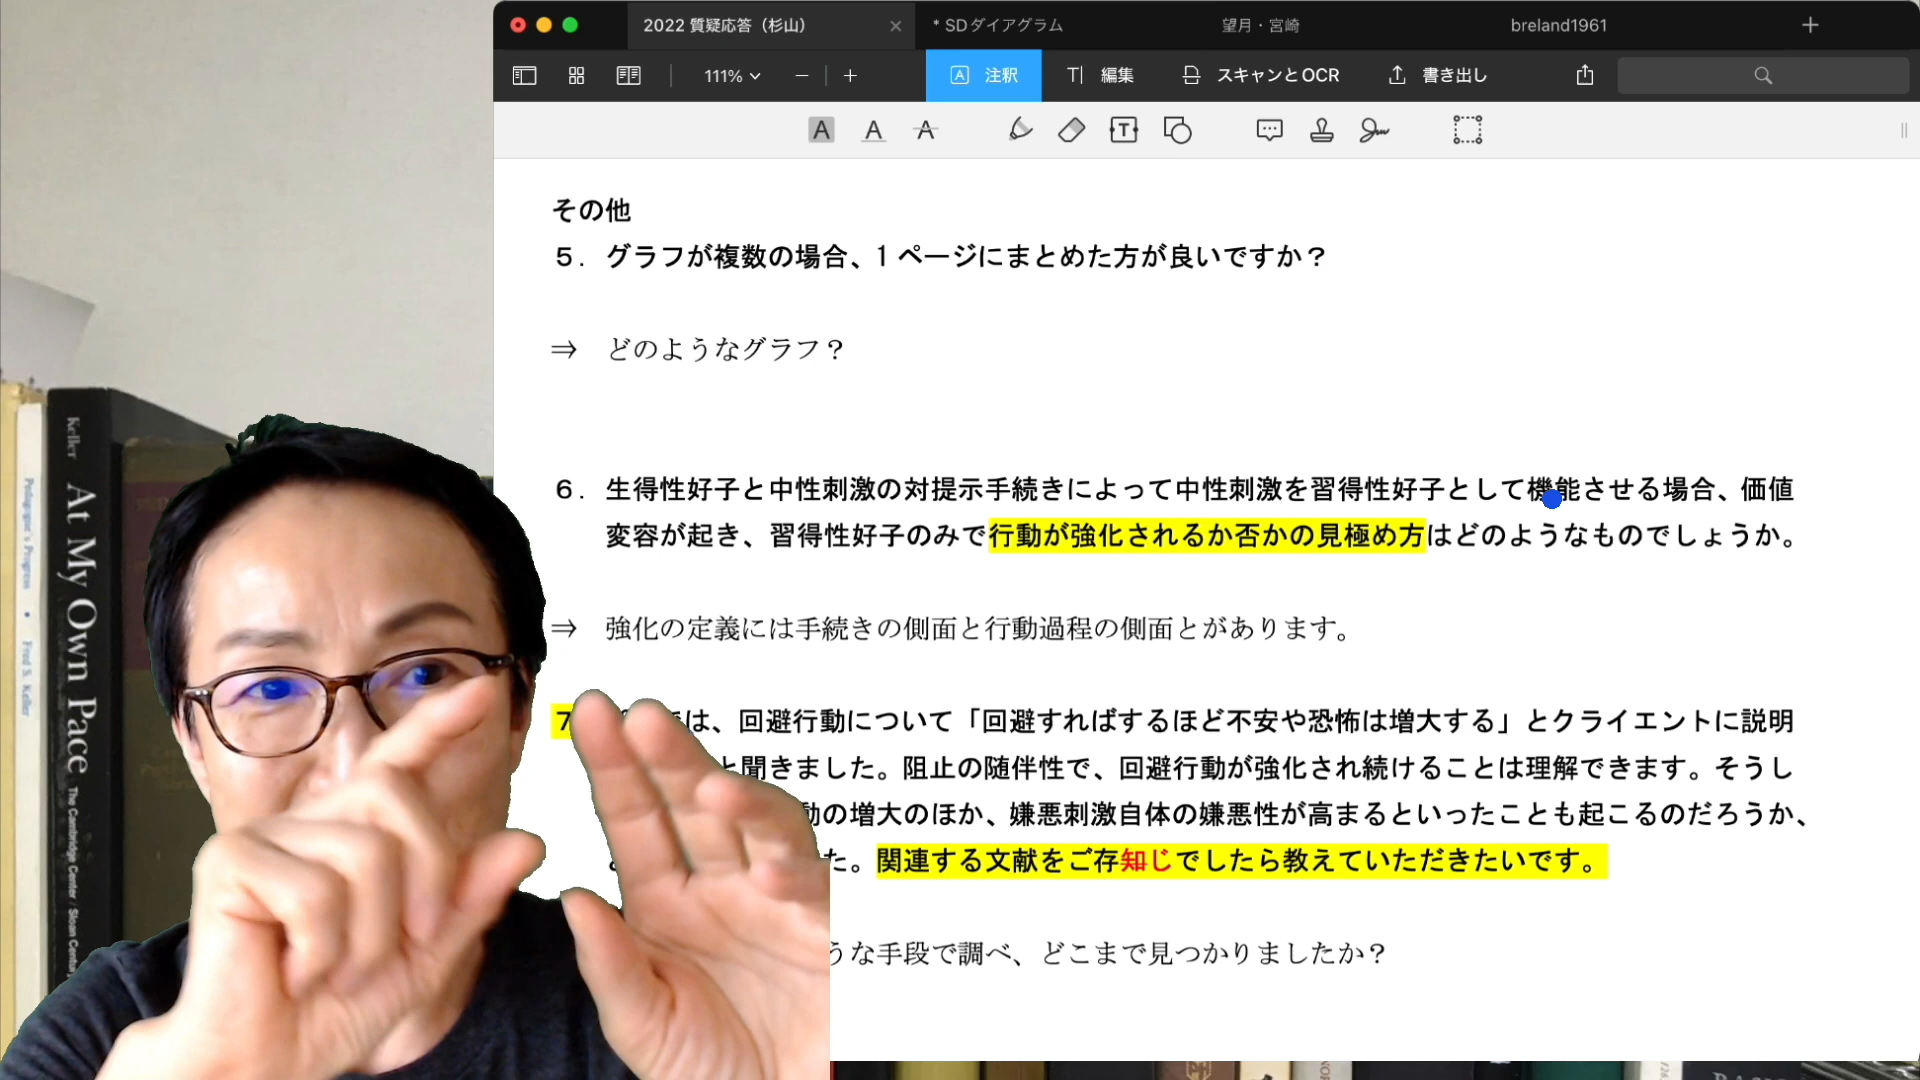 2022 質疑応答（杉山）
* SDダイアグラム
望月・宮崎
breland1961
111%
注釈
編集
スキャンとOCR
書き出し
その他
５．グラフが複数の場合、1 ページにまとめた方が良いですか？
⇒ どのようなグラフ？
６．生得性好子と中性刺激の対提示手続きによって中性刺激を習得性好子として機能させる場合、価値
変容が起き、習得性好子のみで行動が強化されるか否かの見極め方はどのようなものでしょうか。
⇒ 強化の定義には手続きの側面と行動過程の側面とがあります。
7
は、回避行動について「回避すればするほど不安や恐怖は増大する」とクライエントに説明
と聞きました。阻止の随伴性で、回避行動が強化され続けることは理解できます。そうし
動の増大のほか、嫌悪刺激自体の嫌悪性が高まるといったことも起こるのだろうか、
た。関連する文献をご存知じでしたら教えていただきたいです。
うな手段で調べ、どこまで見つかりましたか？
Keller
At My Own Pace
The Cambridge Center / Sloan Center
Pedagogue's Progress • Fred S. Keller